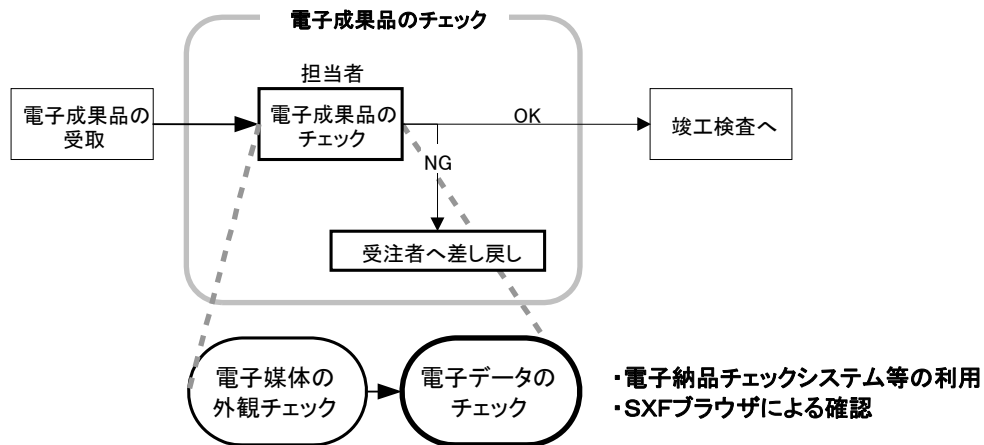 電子成果品のチェック
担当者
電子成果品の
受取
電子成果品の
チェック
OK
竣工検査へ
NG
受注者へ差し戻し
電子媒体の
外観チェック
電子データの
チェック
・電子納品チェックシステム等の利用
・SXFブラウザによる確認